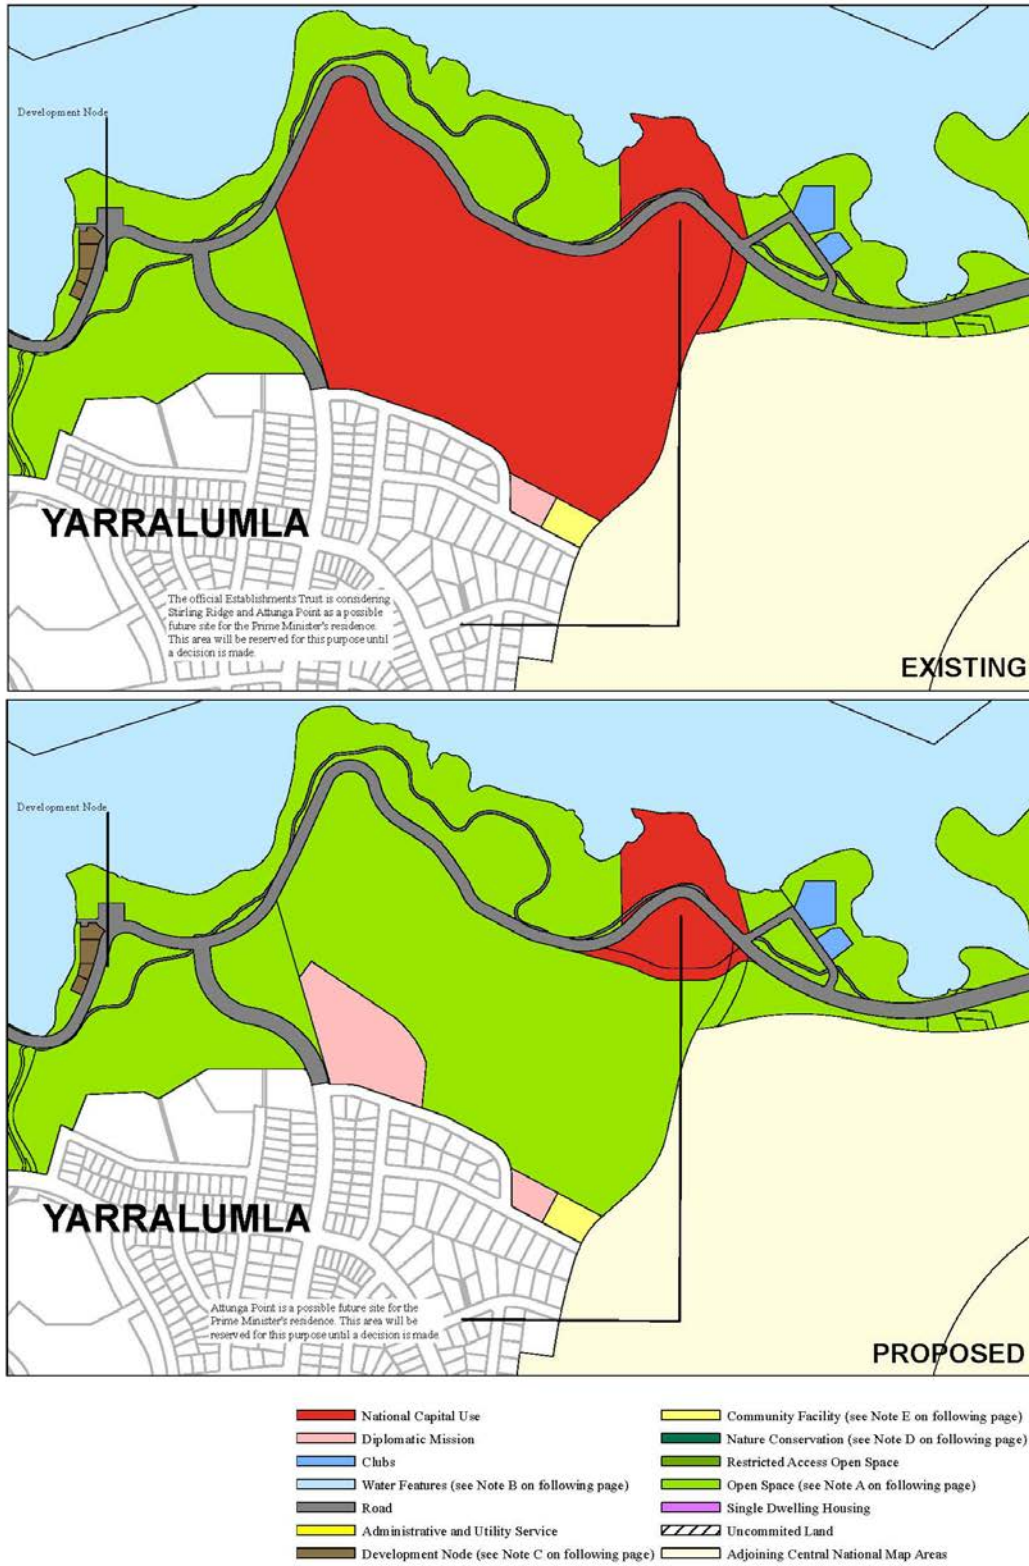 Development Node
YARRALUMLA
The official Establishments Trust is considering
Stirling Ridge and Attunga Point as a possible
future site for the Prime Minister's residence.
This area will be reserved for this purpose until
a decision is made.
EXISTING
Development Node
YARRALUMLA
Attunga Point is a possible future site for the
Prime Minister's residence. This area will be
reserved for this purpose until a decision is made
PROPOSED
National Capital Use
Diplomatic Mission
Clubs
Water Features (see Note B on following page)
Road
Administrative and Utility Service
Development Node (see Note C on following page)
Community Facility (see Note E on following page)
Nature Conservation (see Note D on following page)
Restricted Access Open Space
Open Space (see Note A on following page)
Single Dwelling Housing
Uncommited Land
Adjoining Central National Map Areas